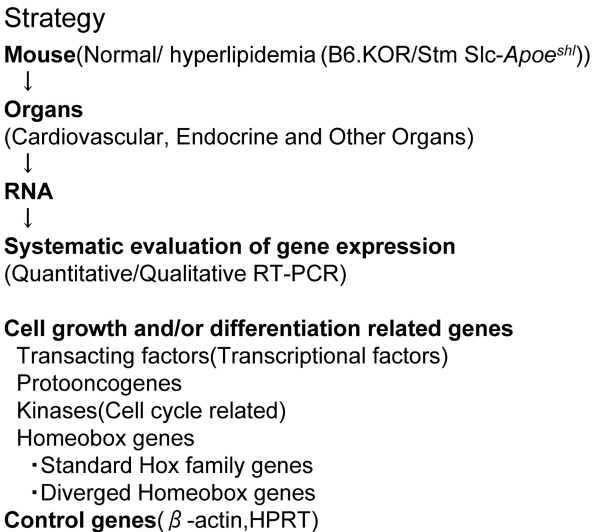 Strategy
Mouse(Normal/ hyperlipidemia (B6.KOR/Stm Slc-Apoeshl))
↓
Organs
(Cardiovascular, Endocrine and Other Organs)
↓
RNA
↓
Systematic evaluation of gene expression
(Quantitative/Qualitative RT-PCR)
Cell growth and/or differentiation related genes
Transacting factors(Transcriptional factors)
Protooncogenes
Kinases(Cell cycle related)
Homeobox genes
・Standard Hox family genes
・Diverged Homeobox genes
Control genes(β-actin,HPRT)